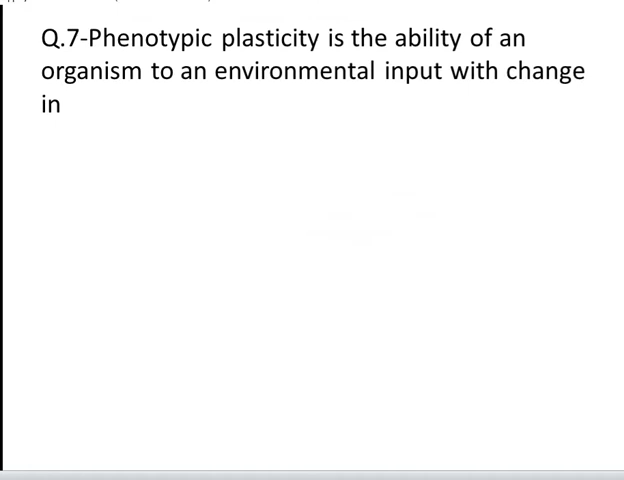 Q.7-Phenotypic plasticity is the ability of an
organism to an environmental input with change
in